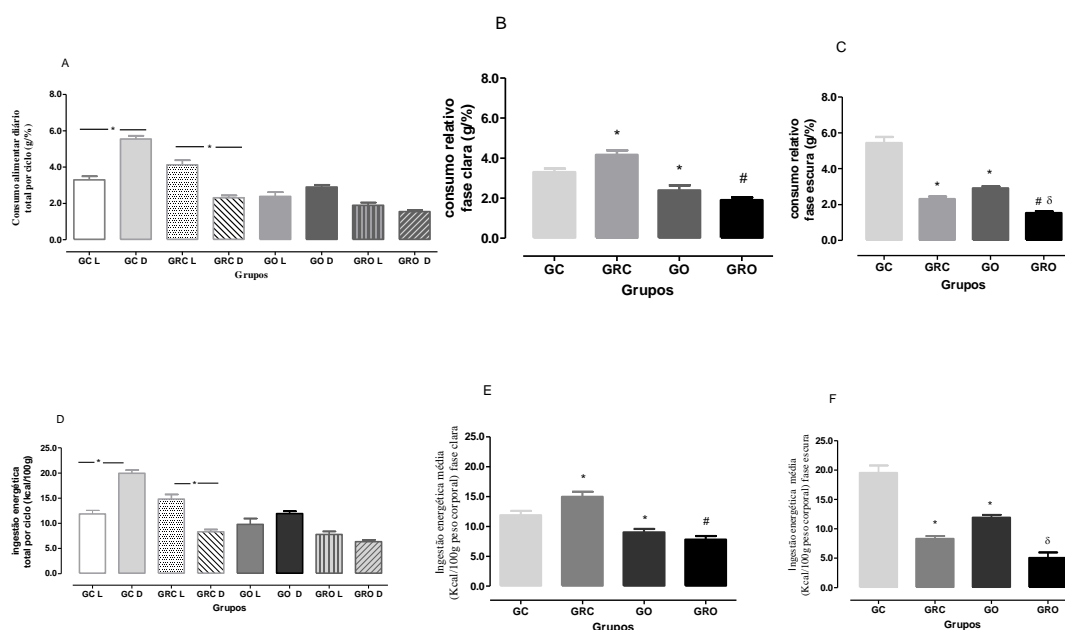 A
Consumo alimentar diário
total por ciclo (g/%)
8.0
6.0
4.0
2.0
0.0
*
*
GC L GC D GRC L GRC D GO L GO D GRO L GRO D
Grupos
B
consumo relativo
fase clara (g/%)
8.0
6.0
4.0
2.0
0.0
*
*
#
GC GRC GO GRO
Grupos
C
consumo relativo
fase escura (g/%)
8.0
6.0
4.0
2.0
0.0
*
*
# δ
GC GRC GO GRO
Grupos
D
ingestão energética
total por ciclo (kcal/100g)
25.0
20.0
15.0
10.0
5.0
0.0
*
*
GC L GC D GRC L GRC D GO L GO D GRO L GRO D
Grupos
E
Ingestão energética média
(Kcal/100g peso corporal) fase clara
25.0
20.0
15.0
10.0
5.0
0.0
*
*
#
GC GRC GO GRO
Grupos
F
Ingestão energética média
(Kcal/100g peso corporal) fase escura
25.0
20.0
15.0
10.0
5.0
0.0
*
*
δ
GC GRC GO GRO
Grupos